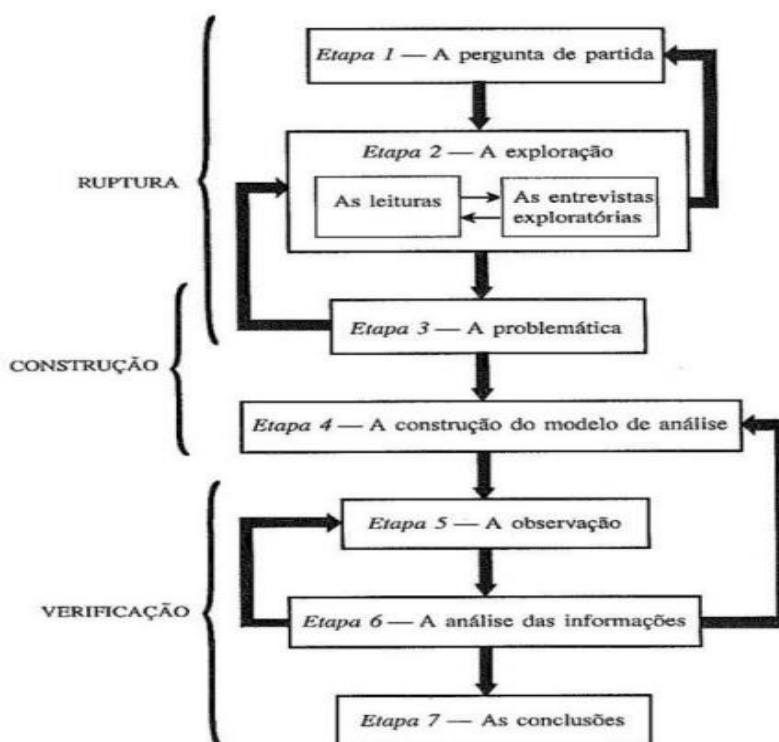 Etapa 1 — A pergunta de partida
Etapa 2 — A exploração
RUPTURA
As leituras
As entrevistas
exploratórias
Etapa 3 — A problemática
CONSTRUÇÃO
Etapa 4 — A construção do modelo de análise
Etapa 5 — A observação
VERIFICAÇÃO
Etapa 6 — A análise das informações
Etapa 7 — As conclusões